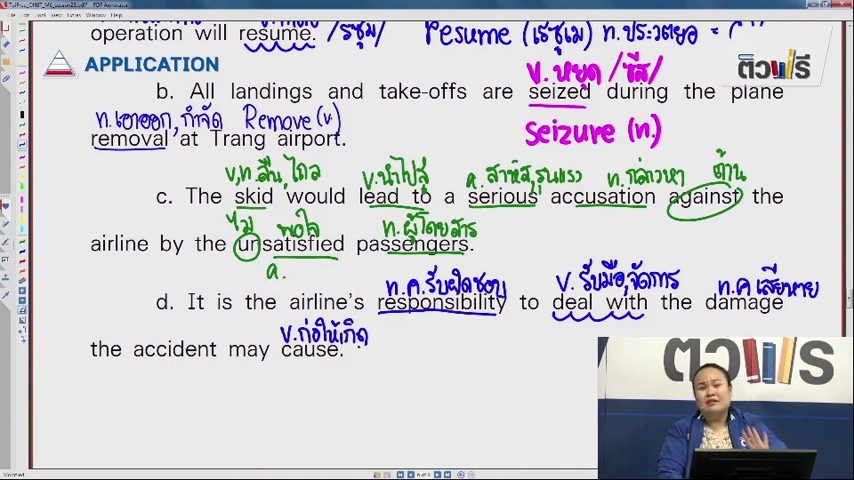 operation will resume. /รีซูม/ Resume (เรซูเม่) n. ประวัติย่อ =
APPLICATION
v. หยุด /ซีส/
ติวฟรี
b. All landings and take-offs are seized during the plane
n. เอาออก, กำจัด Remove (v.)
seizure (n.)
removal at Trang airport.
v, n. ลื่น, ไถล v. นำไปสู่ a. สาหัส, รุนแรง n. กล่าวหา ต้าน
c. The skid would lead to a serious accusation against the
ไม่ พอใจ n. ผู้โดยสาร
airline by the unsatisfied passengers.
a.
n. ค. รับผิดชอบ v. รับมือ, จัดการ n. ค เสียหาย
d. It is the airline's responsibility to deal with the damage
v. ก่อให้เกิด
the accident may cause.
ติวฟรี